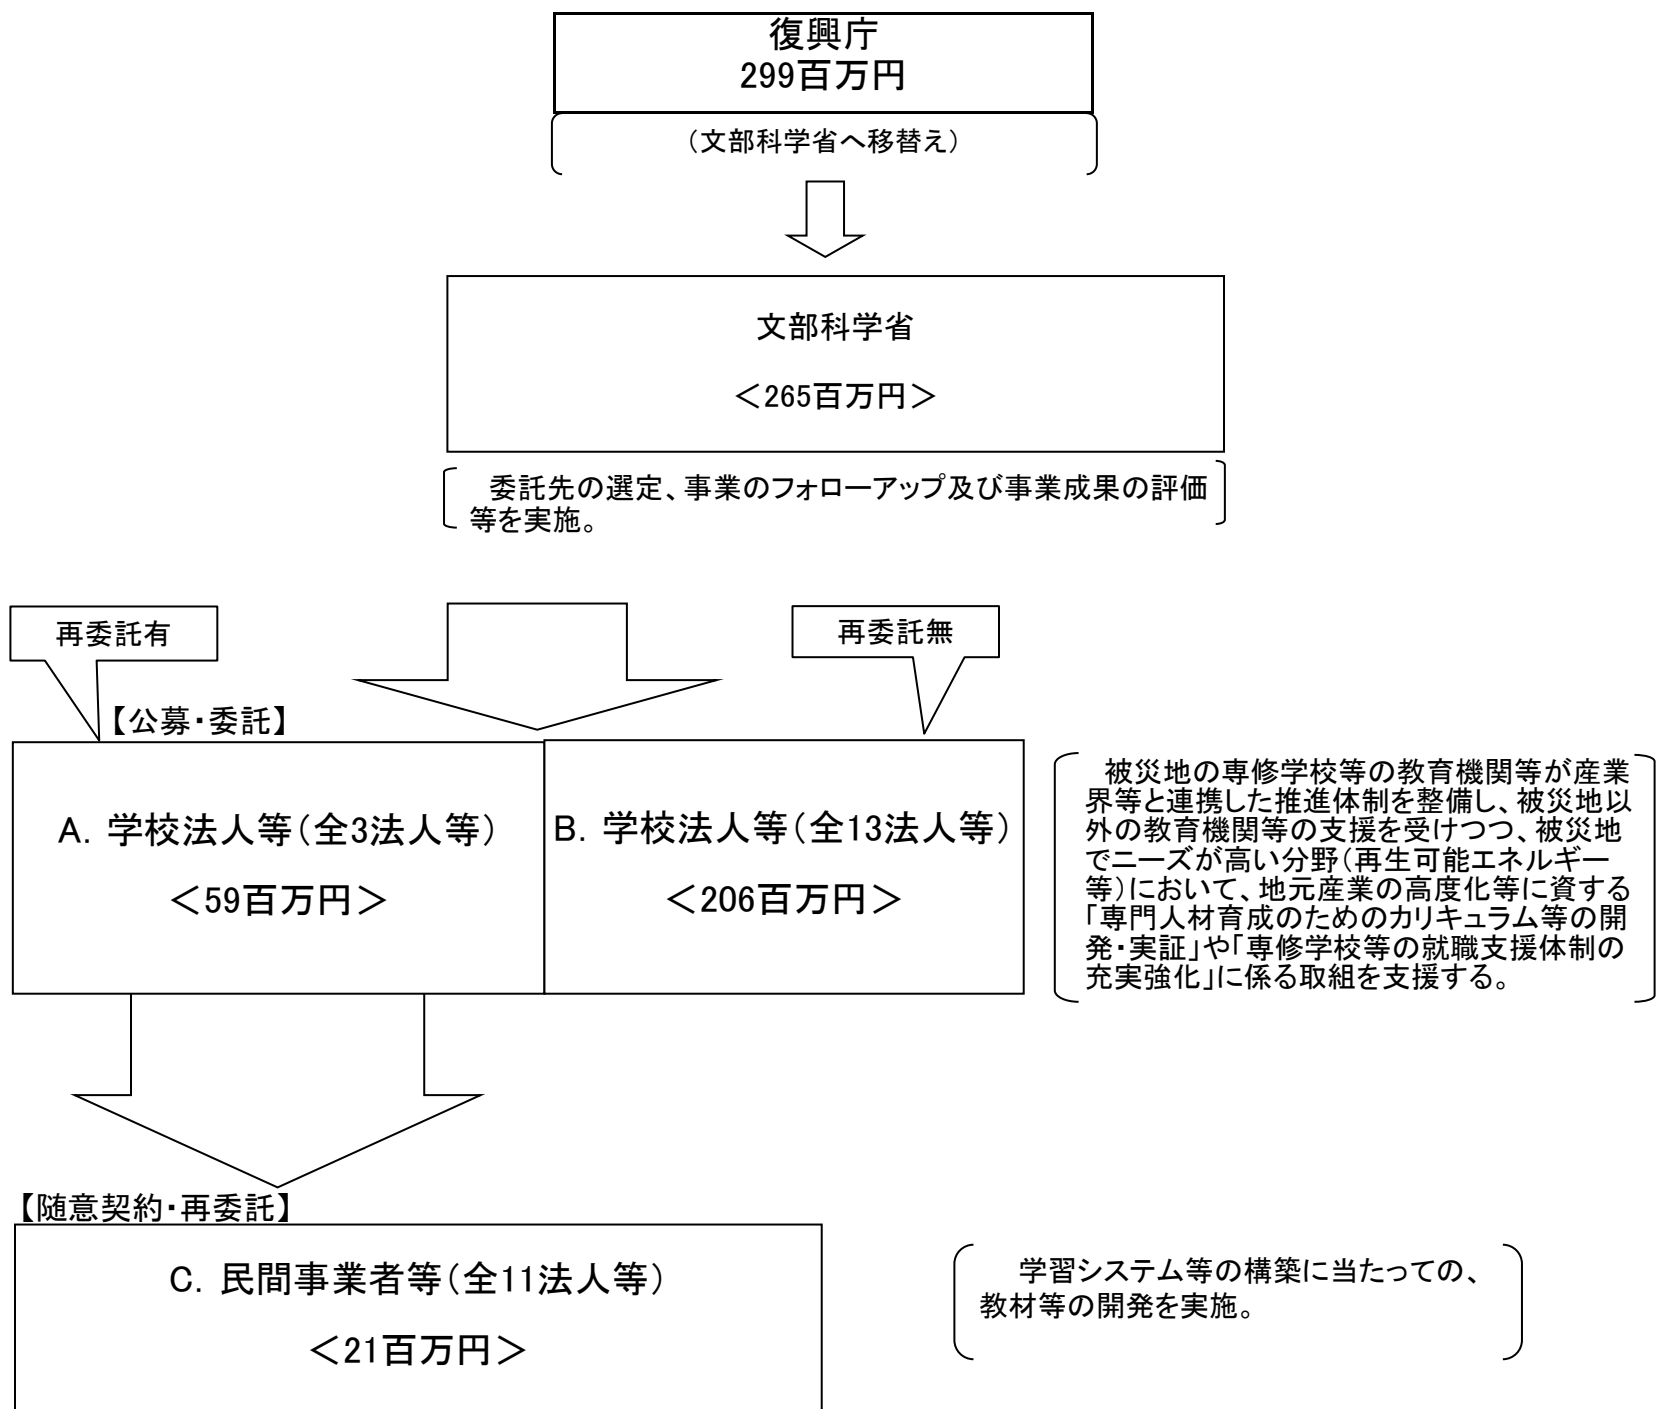 復興庁
299百万円
（文部科学省へ移替え）
文部科学省
＜265百万円＞
委託先の選定、事業のフォローアップ及び事業成果の評価
等を実施。
再委託有
再委託無
【公募・委託】
A．学校法人等（全3法人等）
＜59百万円＞
B．学校法人等（全13法人等）
＜206百万円＞
被災地の専修学校等の教育機関等が産業
界等と連携した推進体制を整備し、被災地以
外の教育機関等の支援を受けつつ、被災地
でニーズが高い分野（再生可能エネルギー
等）において、地元産業の高度化等に資する
「専門人材育成のためのカリキュラム等の開
発・実証」や「専修学校等の就職支援体制の
充実強化」に係る取組を支援する。
【随意契約・再委託】
C．民間事業者等（全11法人等）
＜21百万円＞
学習システム等の構築に当たっての、
教材等の開発を実施。